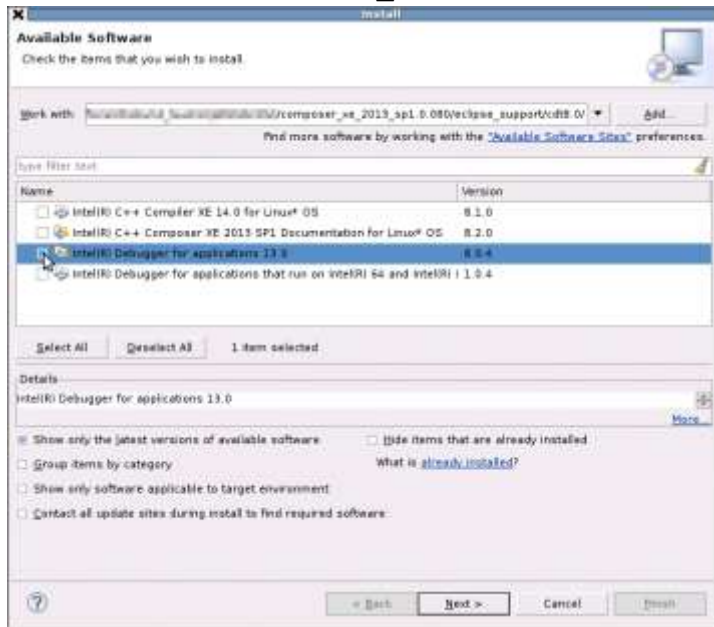 Install
Available Software
Check the items that you wish to install.
Work with: /composer_xe_2013_sp1.0.080/eclipse_support/cdt8.0/ Add...
Find more software by working with the "Available Software Sites" preferences.
type filter text
Name Version
Intel(R) C++ Compiler XE 14.0 for Linux* OS 8.1.0
Intel(R) C++ Composer XE 2013 SP1 Documentation for Linux* OS 8.2.0
Intel(R) Debugger for applications 13.0 8.0.4
Intel(R) Debugger for applications that run on Intel(R) 64 and Intel(R) 1.0.4
Select All Deselect All 1 item selected
Details
Intel(R) Debugger for applications 13.0
More...
Show only the latest versions of available software Hide items that are already installed
Group items by category What is already installed?
Show only software applicable to target environment
Contact all update sites during install to find required software
< Back Next > Cancel Finish